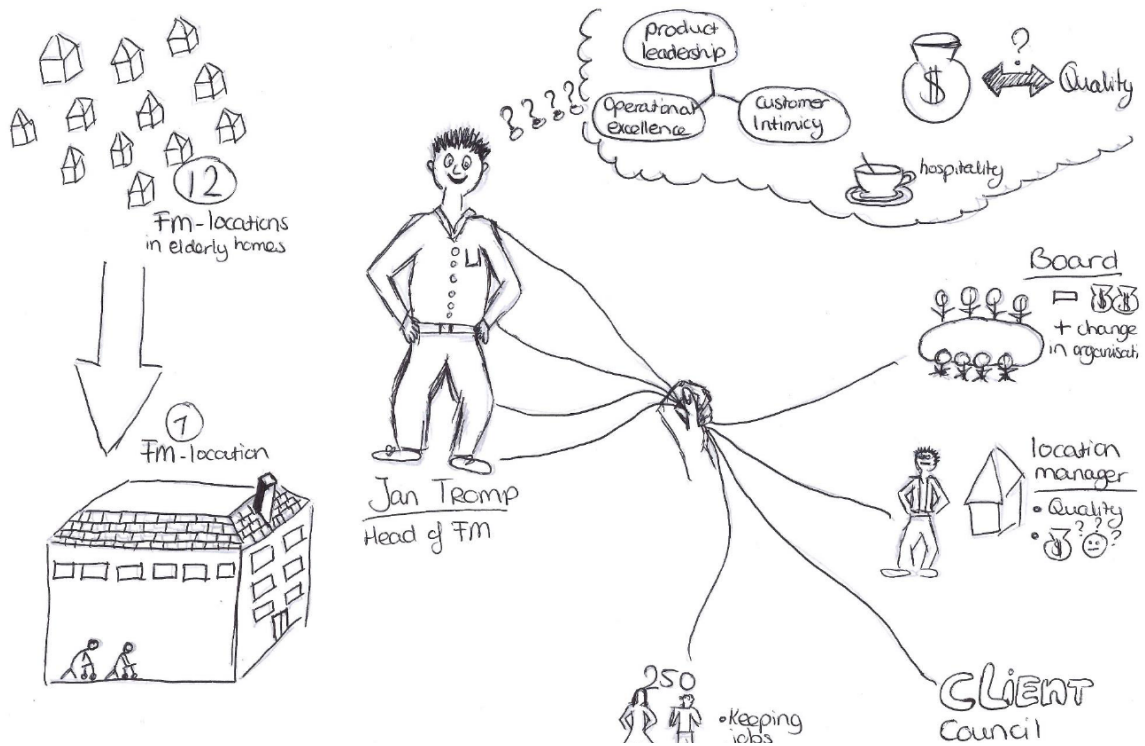 12
FM-locations
in elderly homes
1
FM-location
Jan Tromp
Head of FM
? ? ? ?
product
leadership
Operational
excellence
Customer
Intimicy
$
?
Quality
hospitality
Board
- $ $
+ change
in organisati
location
manager
• Quality
• $ ? ? ?
CLIENT
Council
250
• Keeping
jobs